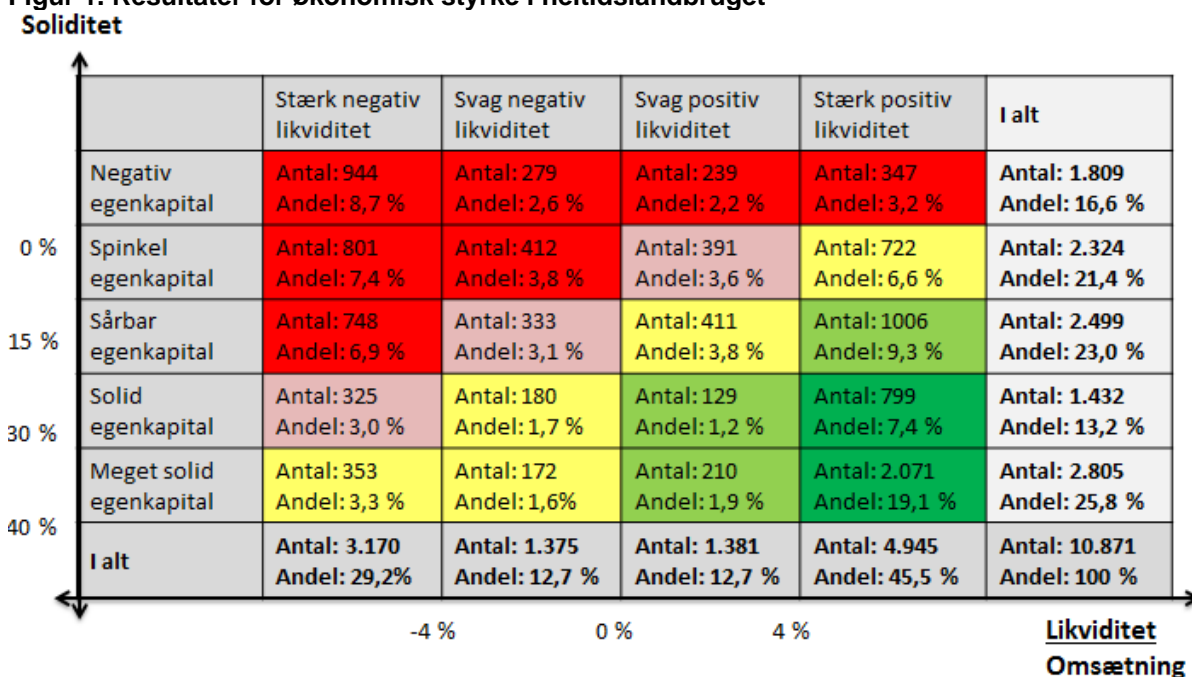 Figur 1. Resultater for økonomisk styrke i heltidslandbruget
Soliditet
Stærk negativ likviditet
Svag negativ likviditet
Svag positiv likviditet
Stærk positiv likviditet
I alt
Negativ egenkapital
Antal: 944
Andel: 8,7 %
Antal: 279
Andel: 2,6 %
Antal: 239
Andel: 2,2 %
Antal: 347
Andel: 3,2 %
Antal: 1.809
Andel: 16,6 %
0 %
Spinkel egenkapital
Antal: 801
Andel: 7,4 %
Antal: 412
Andel: 3,8 %
Antal: 391
Andel: 3,6 %
Antal: 722
Andel: 6,6 %
Antal: 2.324
Andel: 21,4 %
15 %
Sårbar egenkapital
Antal: 748
Andel: 6,9 %
Antal: 333
Andel: 3,1 %
Antal: 411
Andel: 3,8 %
Antal: 1006
Andel: 9,3 %
Antal: 2.499
Andel: 23,0 %
30 %
Solid egenkapital
Antal: 325
Andel: 3,0 %
Antal: 180
Andel: 1,7 %
Antal: 129
Andel: 1,2 %
Antal: 799
Andel: 7,4 %
Antal: 1.432
Andel: 13,2 %
40 %
Meget solid egenkapital
Antal: 353
Andel: 3,3 %
Antal: 172
Andel: 1,6%
Antal: 210
Andel: 1,9 %
Antal: 2.071
Andel: 19,1 %
Antal: 2.805
Andel: 25,8 %
I alt
Antal: 3.170
Andel: 29,2%
Antal: 1.375
Andel: 12,7 %
Antal: 1.381
Andel: 12,7 %
Antal: 4.945
Andel: 45,5 %
Antal: 10.871
Andel: 100 %
-4 %
0 %
4 %
Likviditet
Omsætning